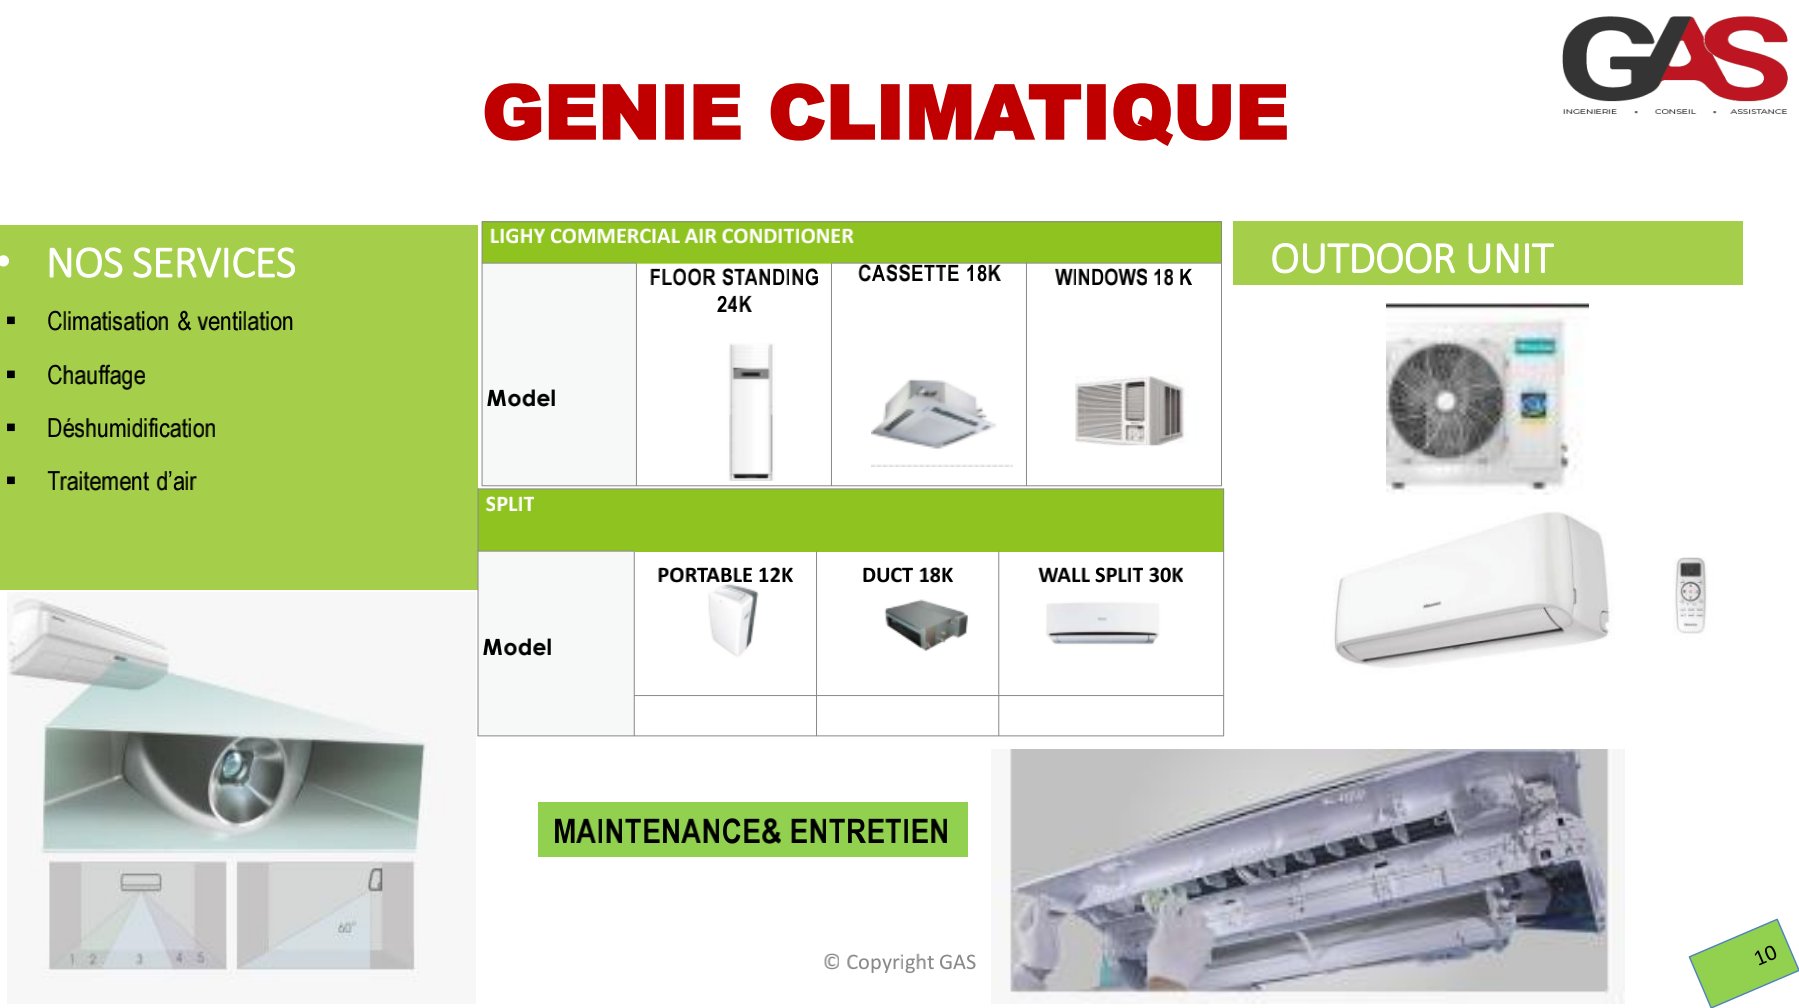 GAS
INGENIERIE • CONSEIL • ASSISTANCE
GENIE CLIMATIQUE
• NOS SERVICES
▪ Climatisation & ventilation
▪ Chauffage
▪ Déshumidification
▪ Traitement d’air
LIGHY COMMERCIAL AIR CONDITIONER
Model
FLOOR STANDING
24K
CASSETTE 18K
WINDOWS 18 K
SPLIT
Model
PORTABLE 12K
DUCT 18K
WALL SPLIT 30K
OUTDOOR UNIT
1 2 3 4 5
60°
MAINTENANCE& ENTRETIEN
© Copyright GAS
10